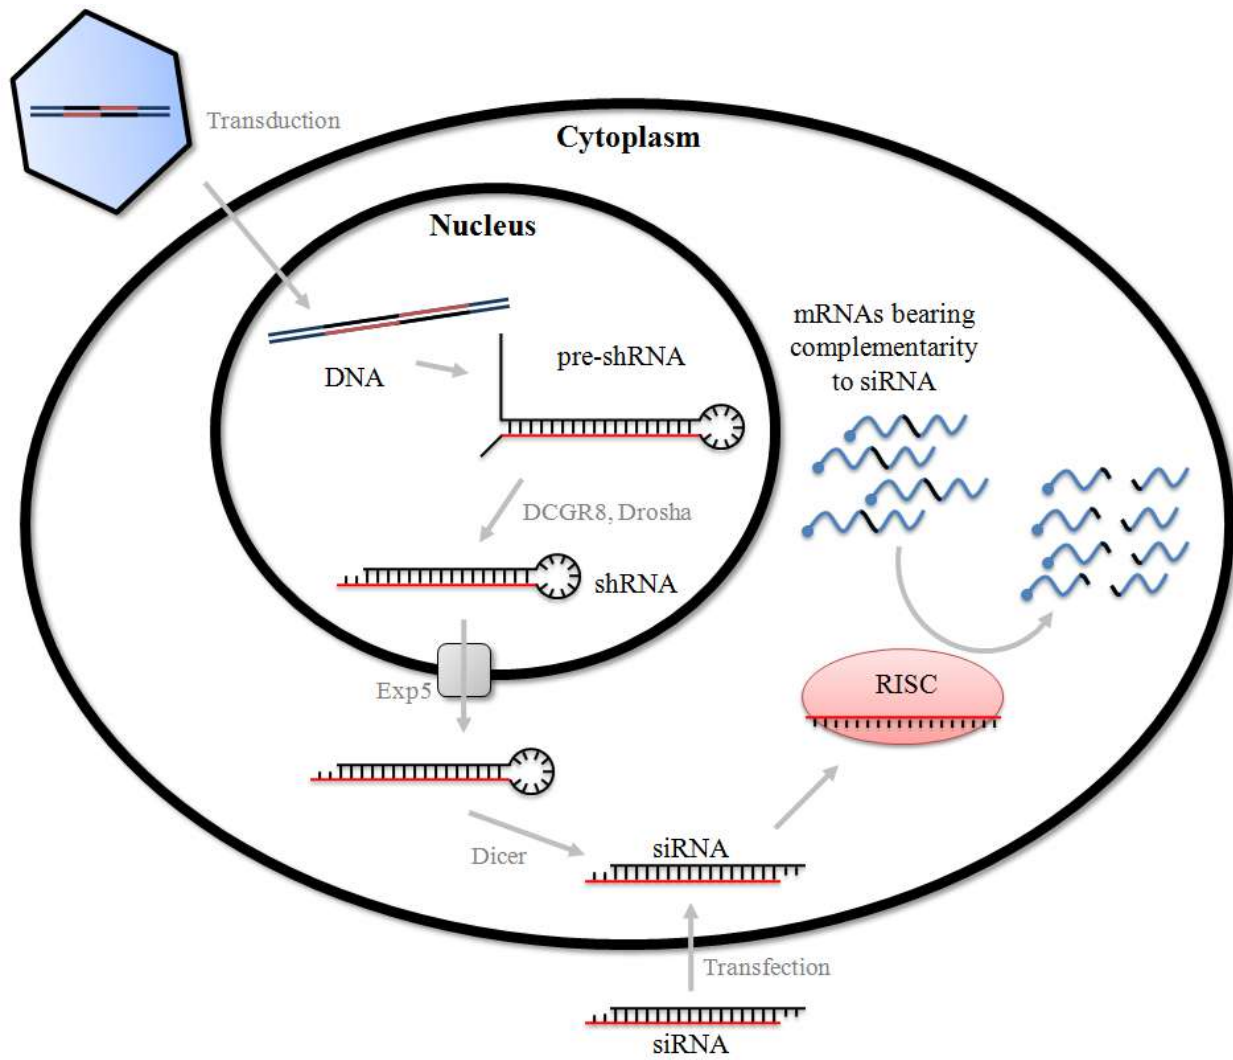 Transduction
Cytoplasm
Nucleus
DNA
pre-shRNA
mRNAs bearing
complementarity
to siRNA
DCGR8, Drosha
shRNA
Exp5
RISC
Dicer
siRNA
Transfection
siRNA